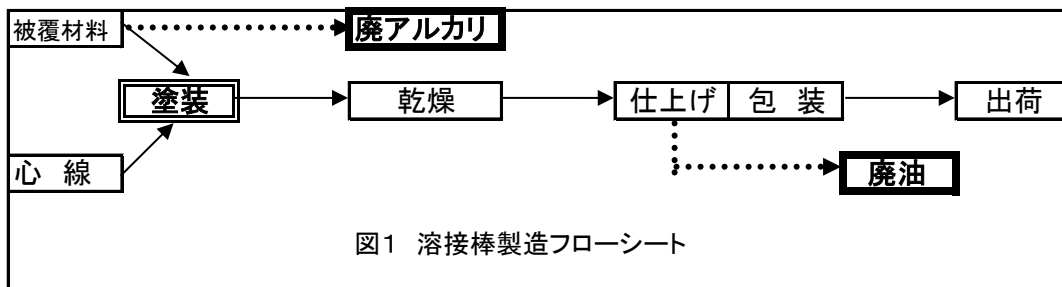 被覆材料
廃アルカリ
塗装
乾燥
仕上げ
包 装
出荷
心 線
廃油
図1 溶接棒製造フローシート